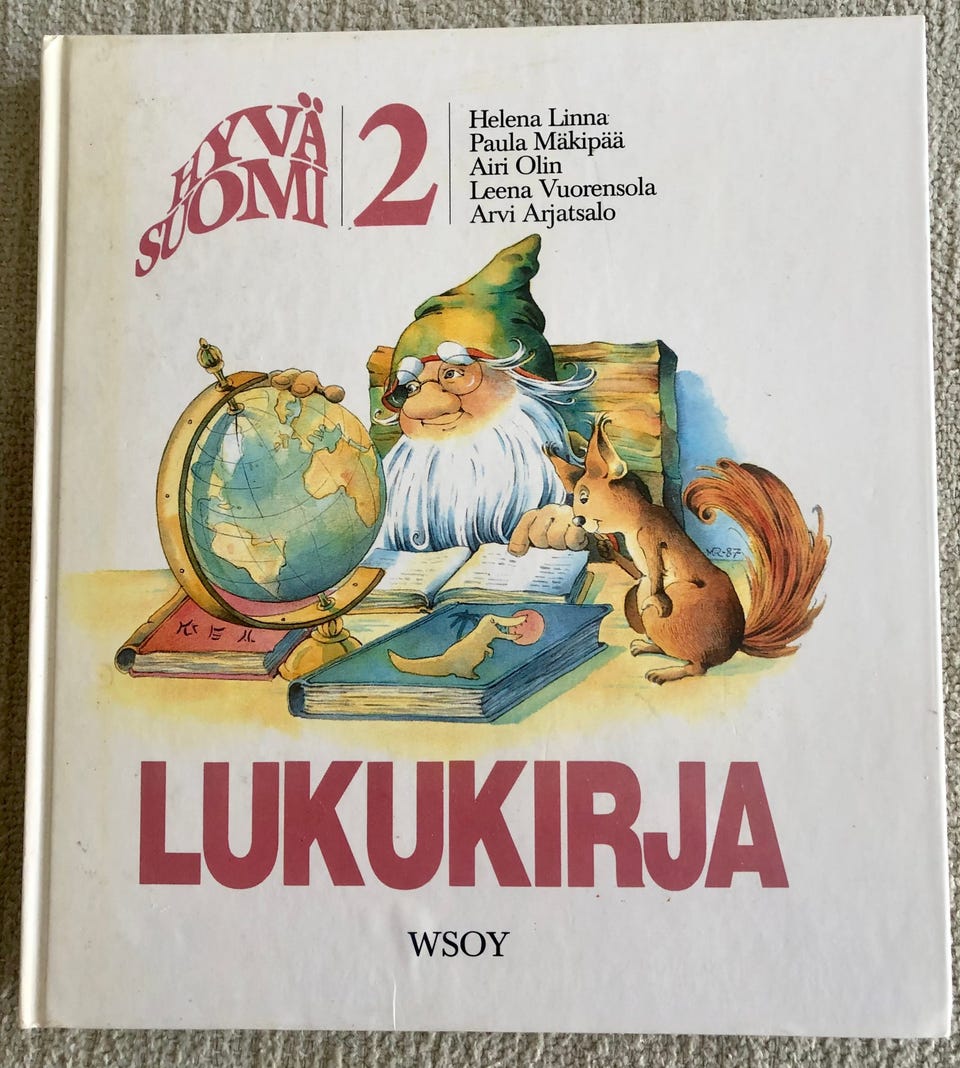 HYVÄ
SUOMI
2
Helena Linna
Paula Mäkipää
Airi Olin
Leena Vuorensola
Arvi Arjatsalo
MR-87
LUKUKIRJA
WSOY